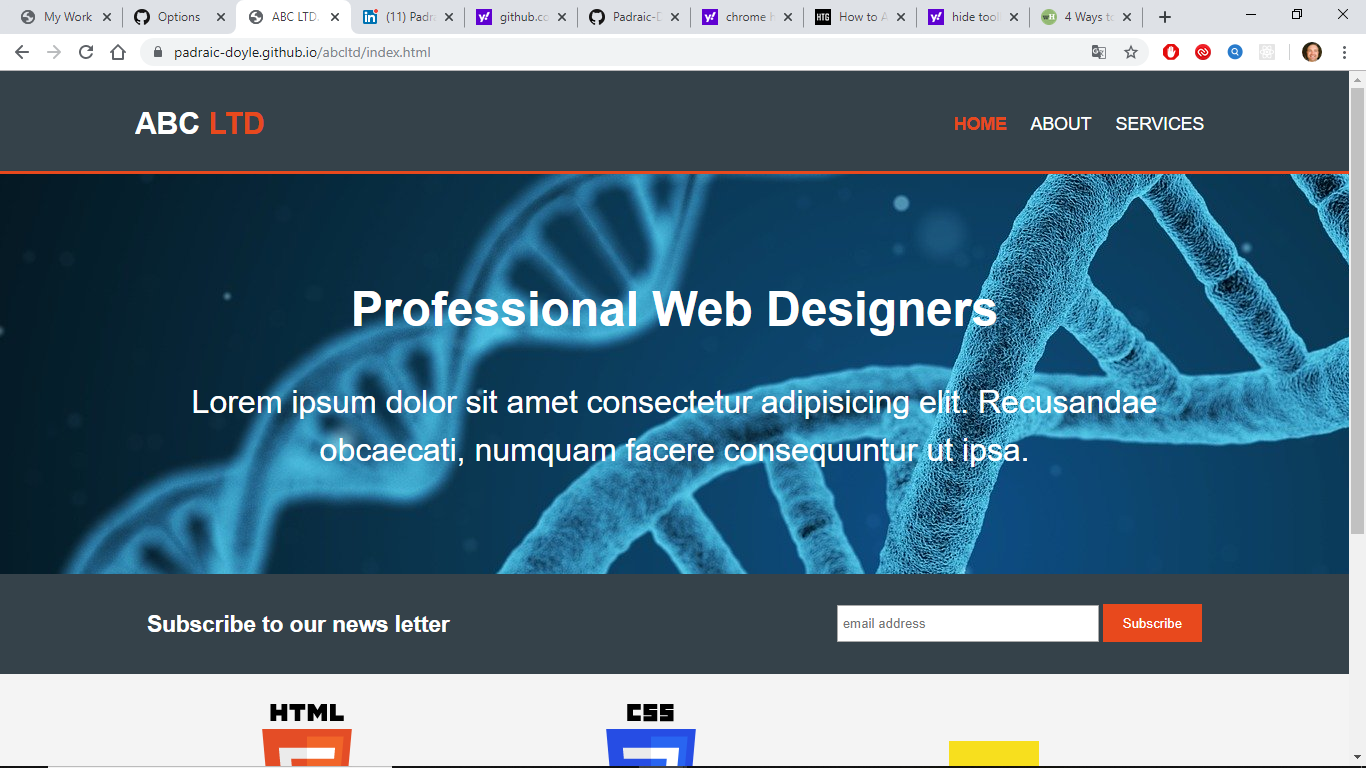 My Work
Options
ABC LTD
(11) Padra
github.co
Padraic-D
chrome h
How to A
hide tool
4 Ways to
padraic-doyle.github.io/abcltd/index.html
ABC LTD
HOME ABOUT SERVICES
Professional Web Designers
Lorem ipsum dolor sit amet consectetur adipisicing elit. Recusandae
obcaecati, numquam facere consequuntur ut ipsa.
Subscribe to our news letter
email address
Subscribe
HTML
CSS